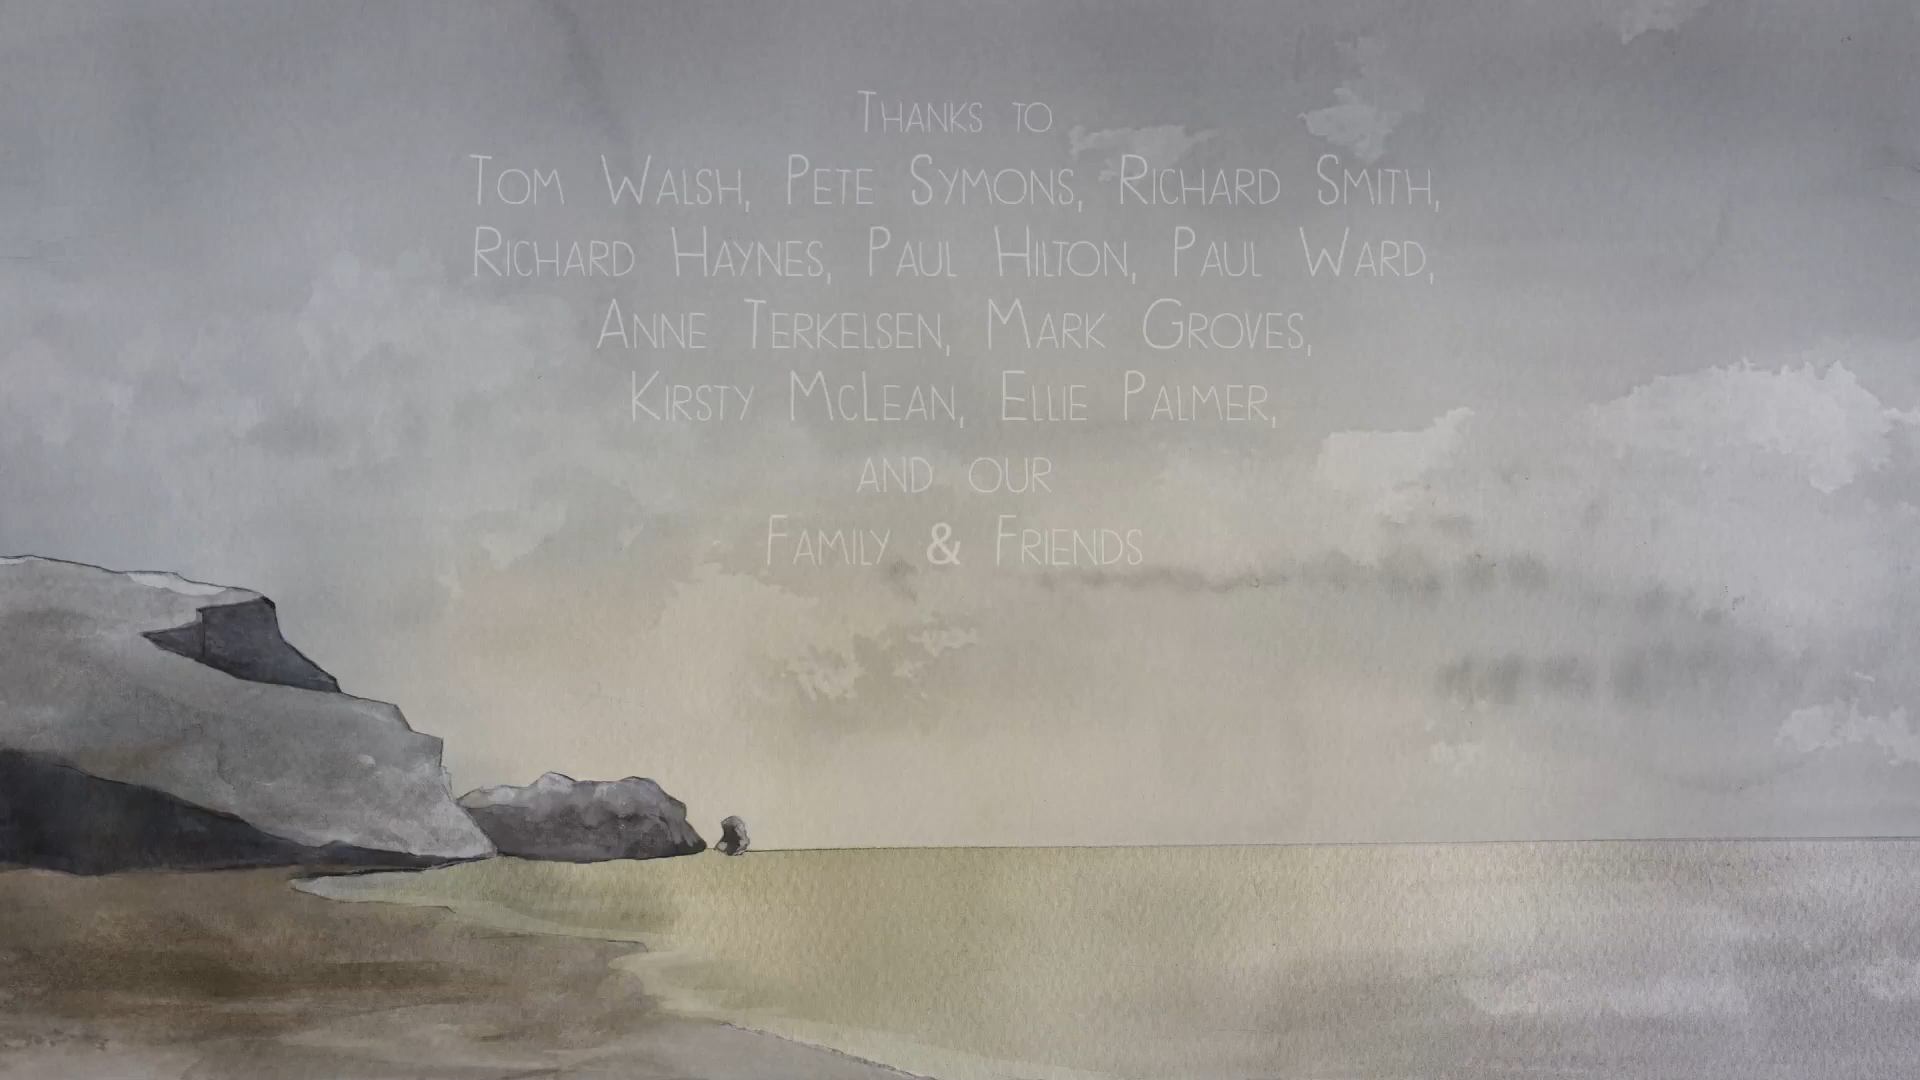 Thanks to
Tom Walsh, Pete Symons, Richard Smith,
Richard Haynes, Paul Hilton, Paul Ward,
Anne Terkelsen, Mark Groves,
Kirsty McLean, Ellie Palmer,
and our
Family & Friends